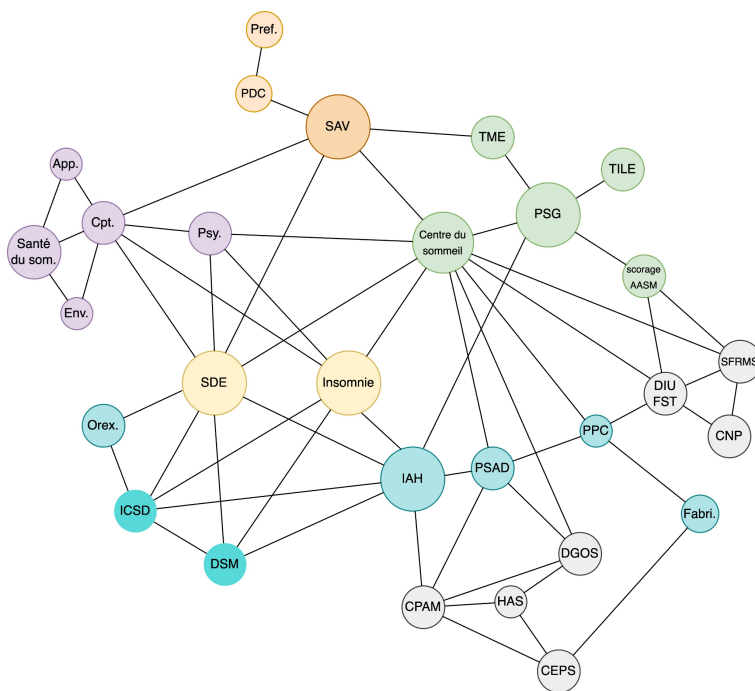 Pref.
PDC
SAV
TME
TILE
App.
PSG
Cpt.
Psy.
Centre du
sommeil
Santé
du som.
scorage
AASM
Env.
SFRMS
SDE
Insomnie
DIU
FST
Orex.
PPC
CNP
IAH
PSAD
ICSD
Fabri.
DSM
DGOS
CPAM
HAS
CEPS